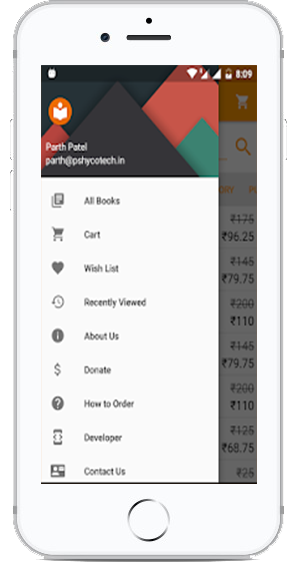 8:09
Parth Patel
parth@pshycotech.in
All Books
Cart
Wish List
Recently Viewed
About Us
Donate
How to Order
Developer
Contact Us
₹175
₹96.25
₹145
₹79.75
₹200
₹110
₹145
₹79.75
₹200
₹110
₹125
₹68.75
₹25